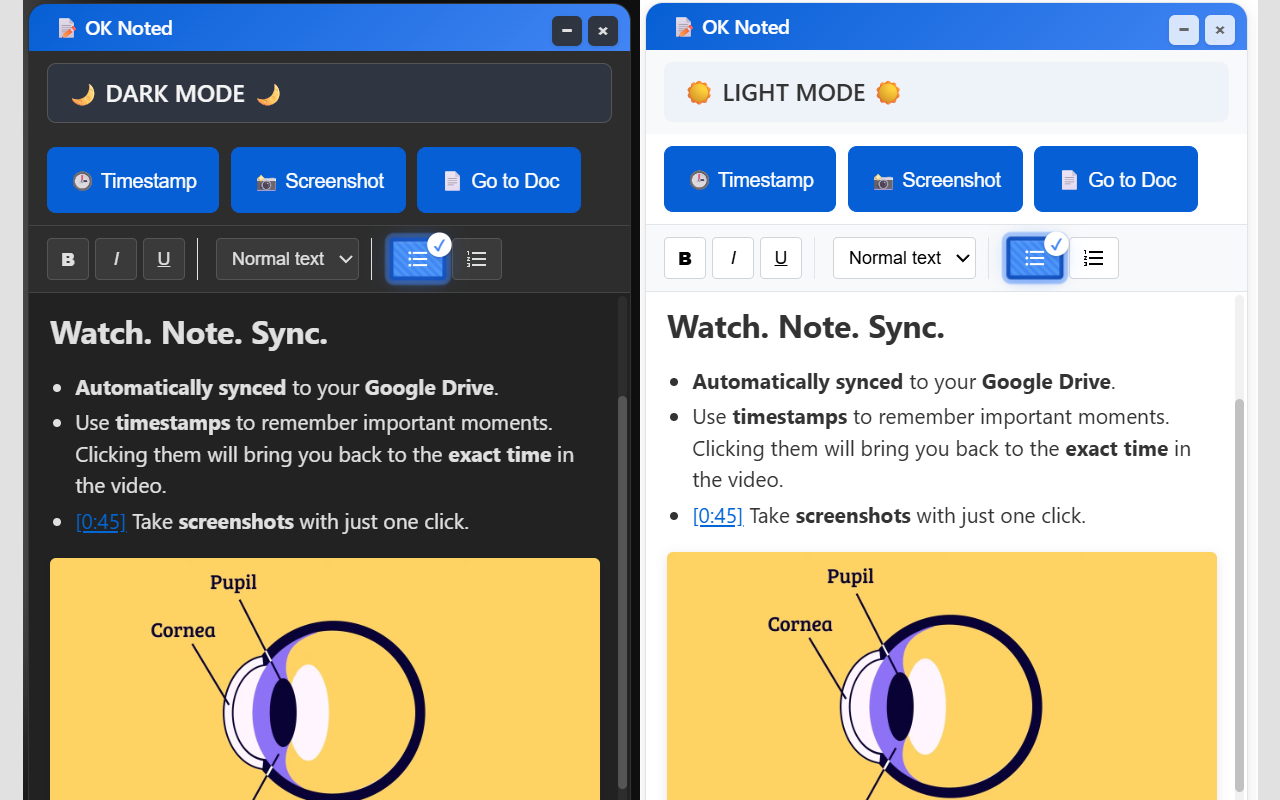 OK Noted
DARK MODE
Timestamp
Screenshot
Go to Doc
B I U Normal text
Watch. Note. Sync.
Automatically synced to your Google Drive.
Use timestamps to remember important moments.
Clicking them will bring you back to the exact time in
the video.
[0:45] Take screenshots with just one click.
Pupil
Cornea
OK Noted
LIGHT MODE
Timestamp
Screenshot
Go to Doc
B I U Normal text
Watch. Note. Sync.
Automatically synced to your Google Drive.
Use timestamps to remember important moments.
Clicking them will bring you back to the exact time in
the video.
[0:45] Take screenshots with just one click.
Pupil
Cornea